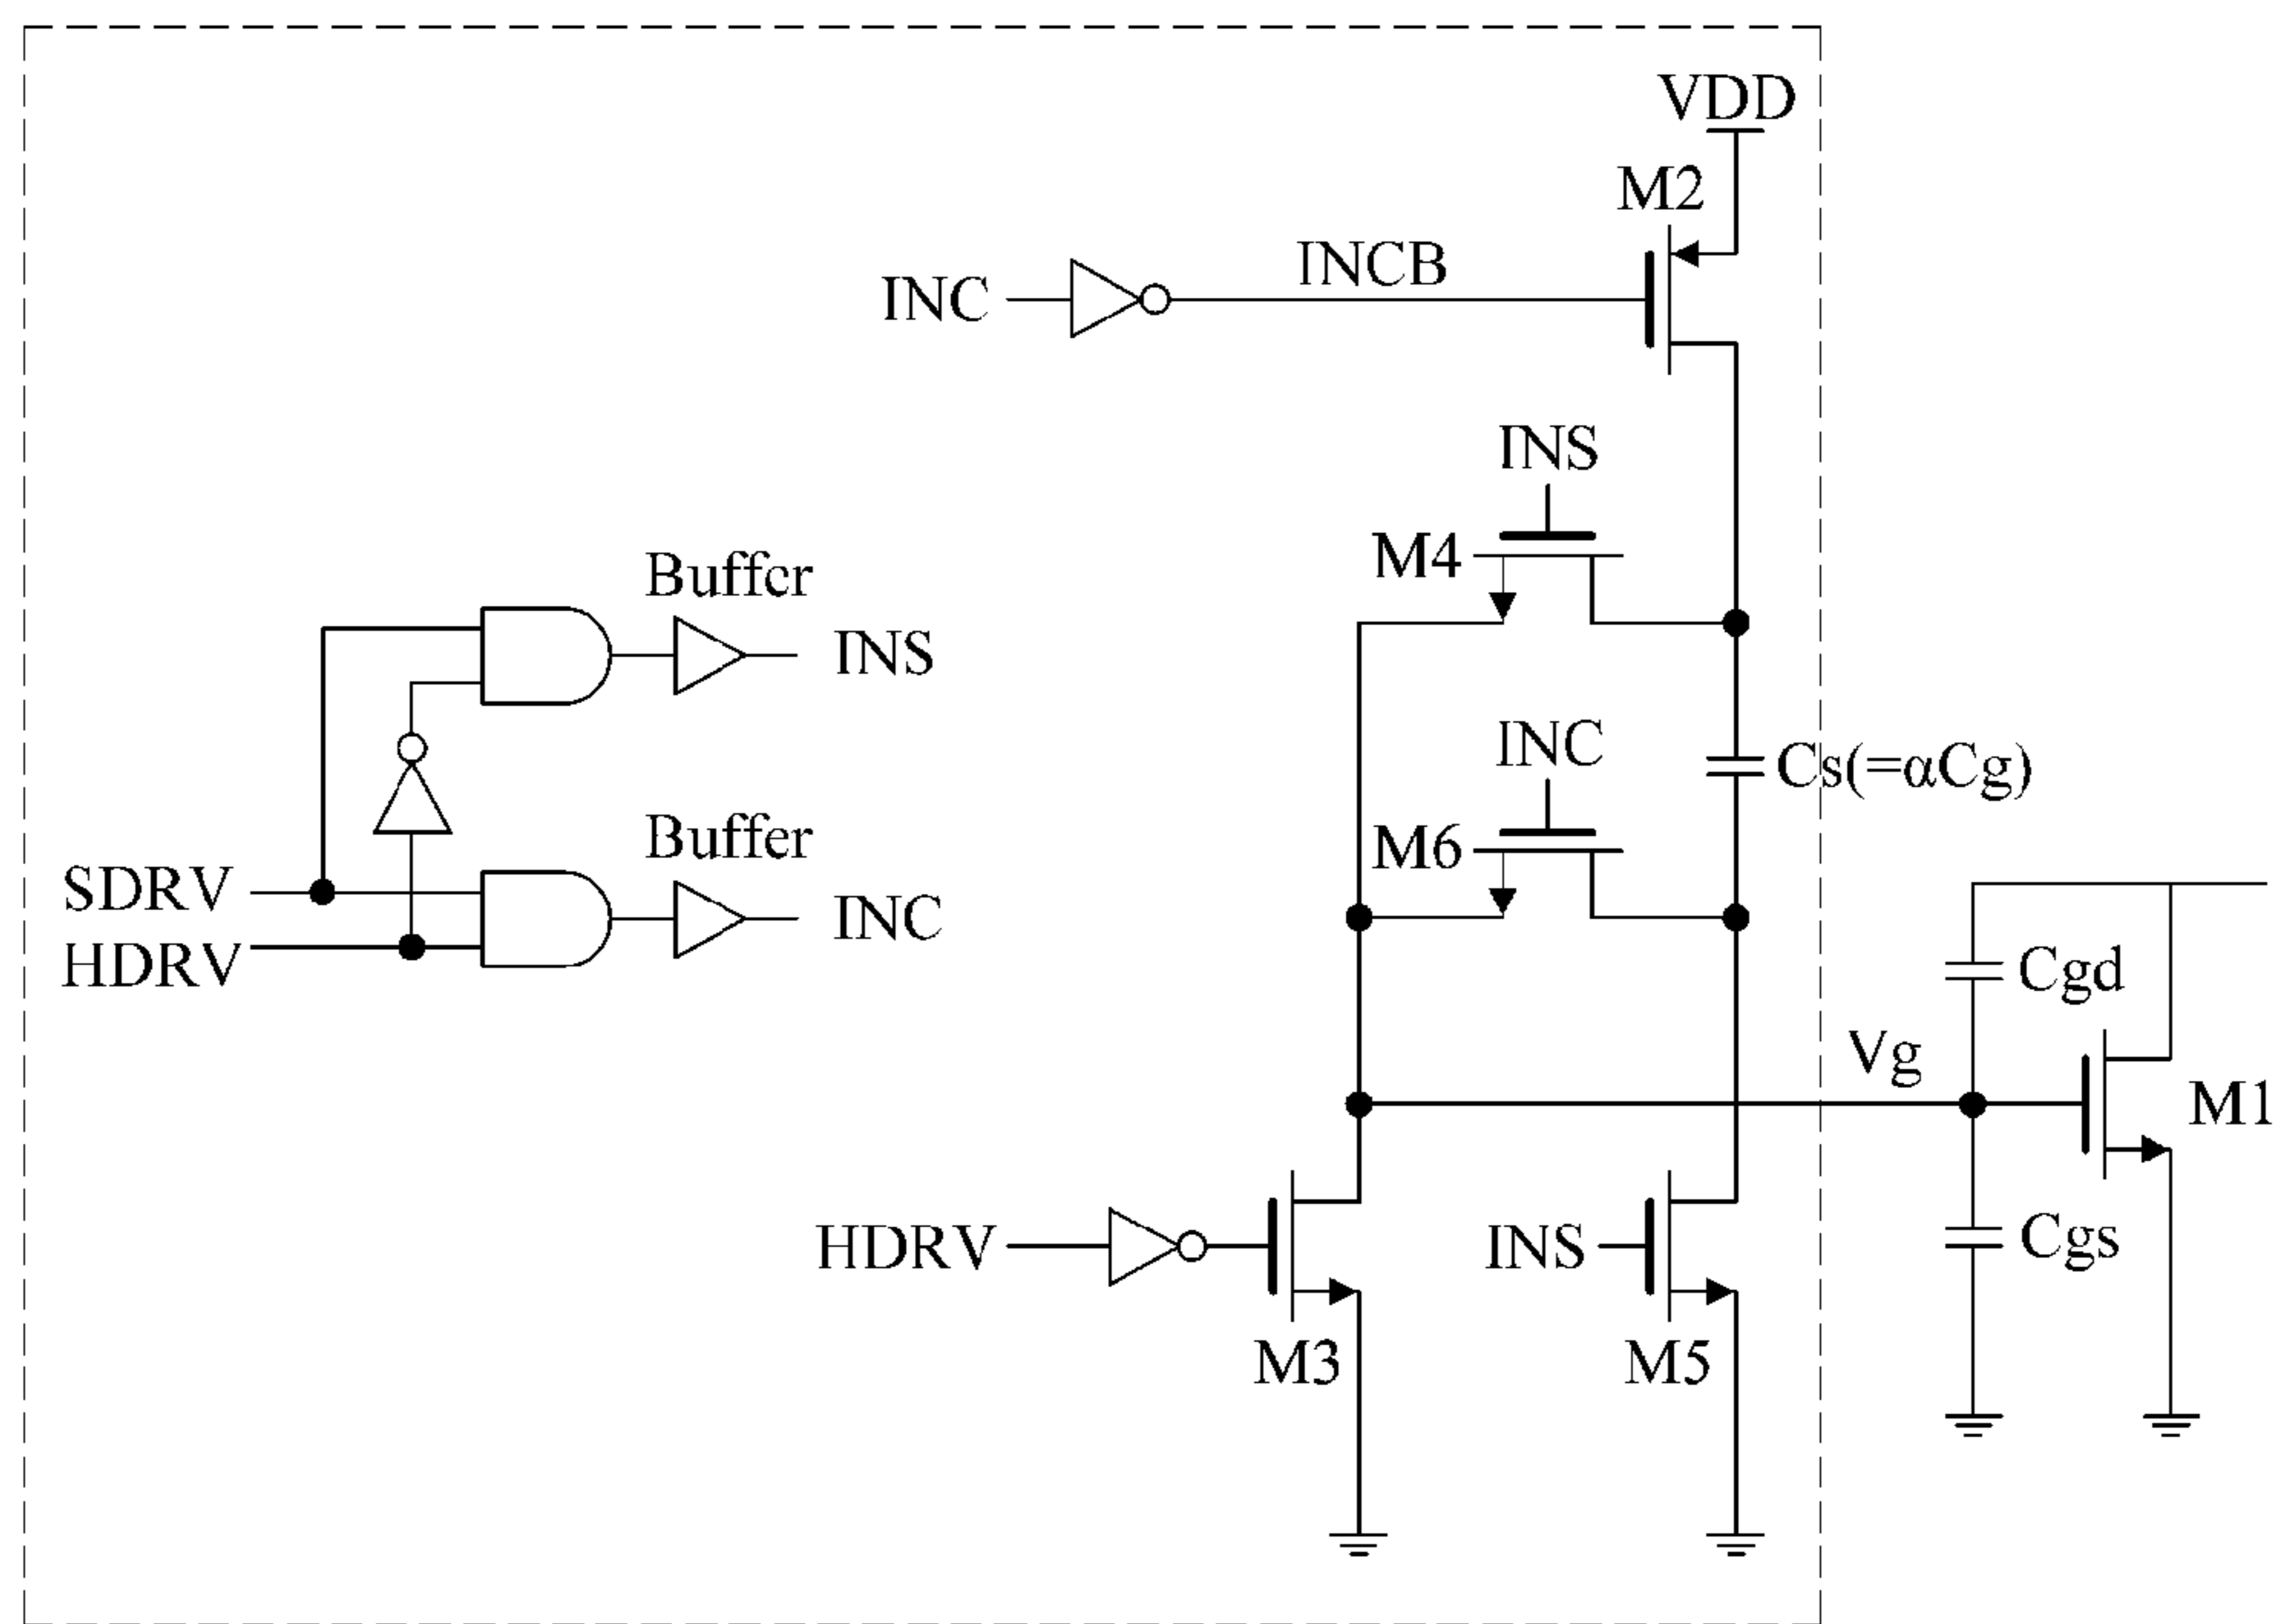 VDD
M2
INCB
INC
INS
M4
Buffcr
INS
INC
Cs(=αCg)
M6
Buffer
SDRV
INC
HDRV
Cgd
Vg
M1
HDRV
INS
Cgs
M3
M5